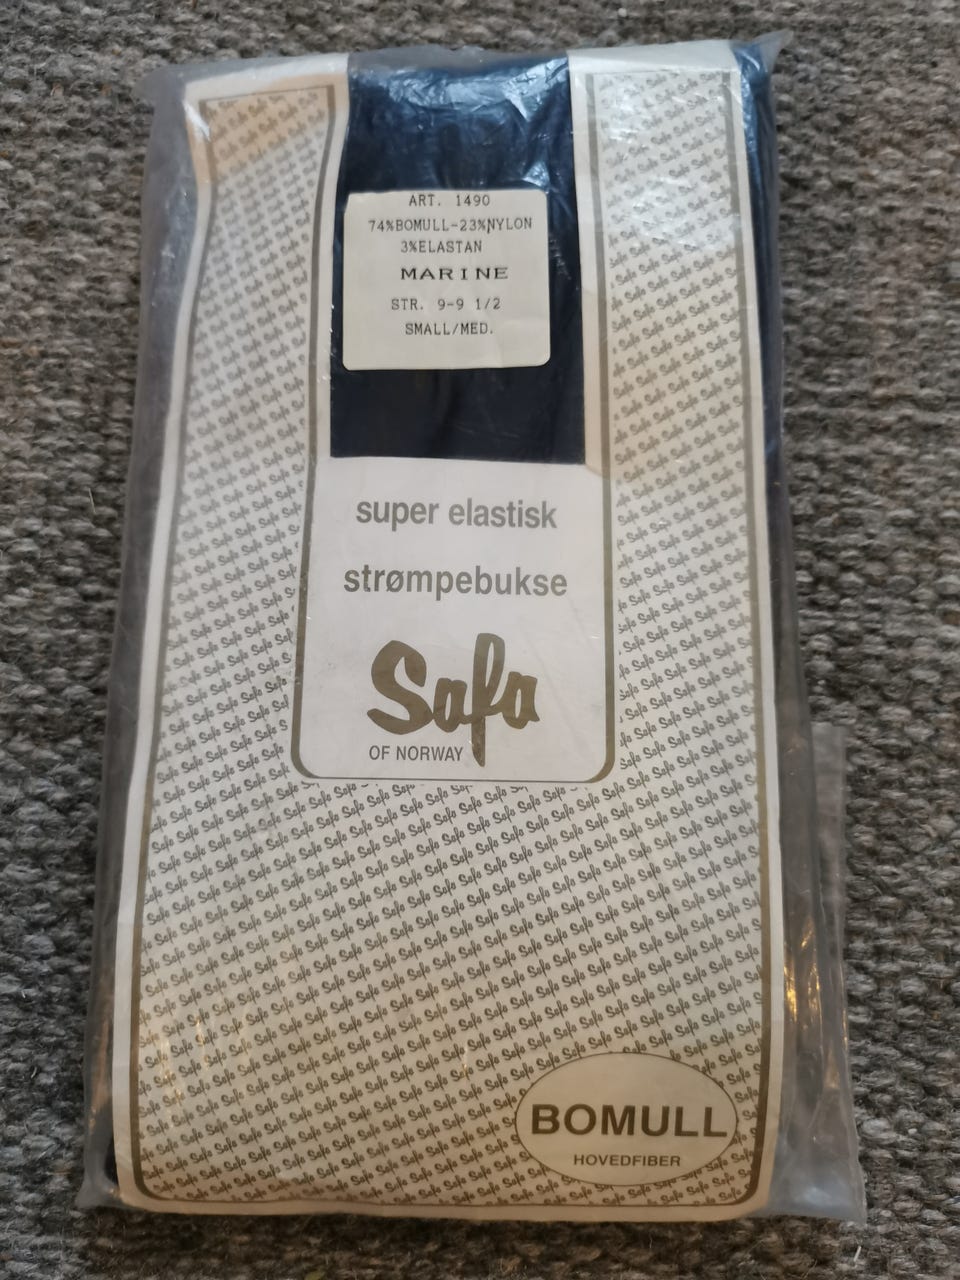 ART. 1490
74%BOMULL-23%NYLON
3%ELASTAN
MARINE
STR. 9-9 1/2
SMALL/MED.
super elastisk
strømpebukse
Safa
OF NORWAY
BOMULL
HOVEDFIBER